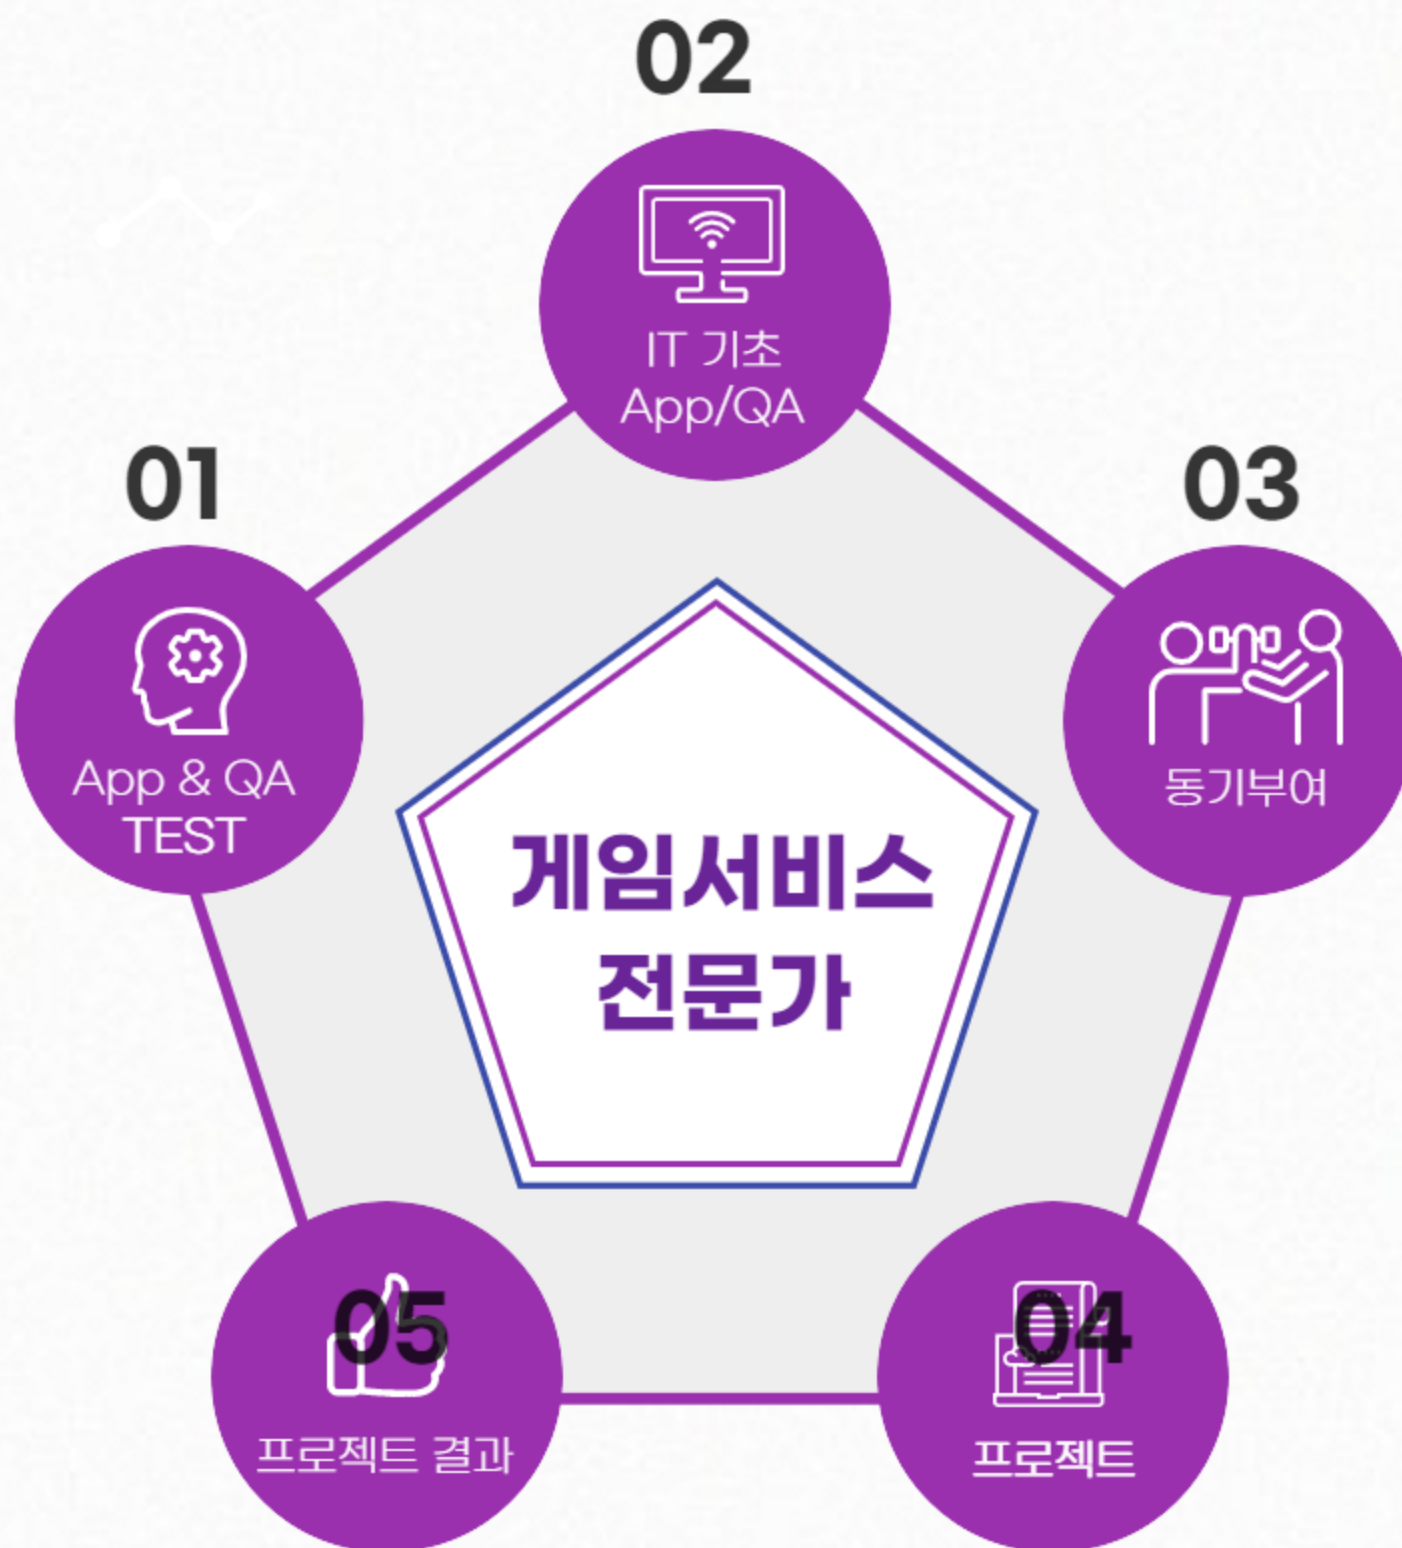 02
IT 기초
App/QA
01
App & QA
TEST
03
동기부여
게임서비스
전문가
05
프로젝트 결과
04
프로젝트